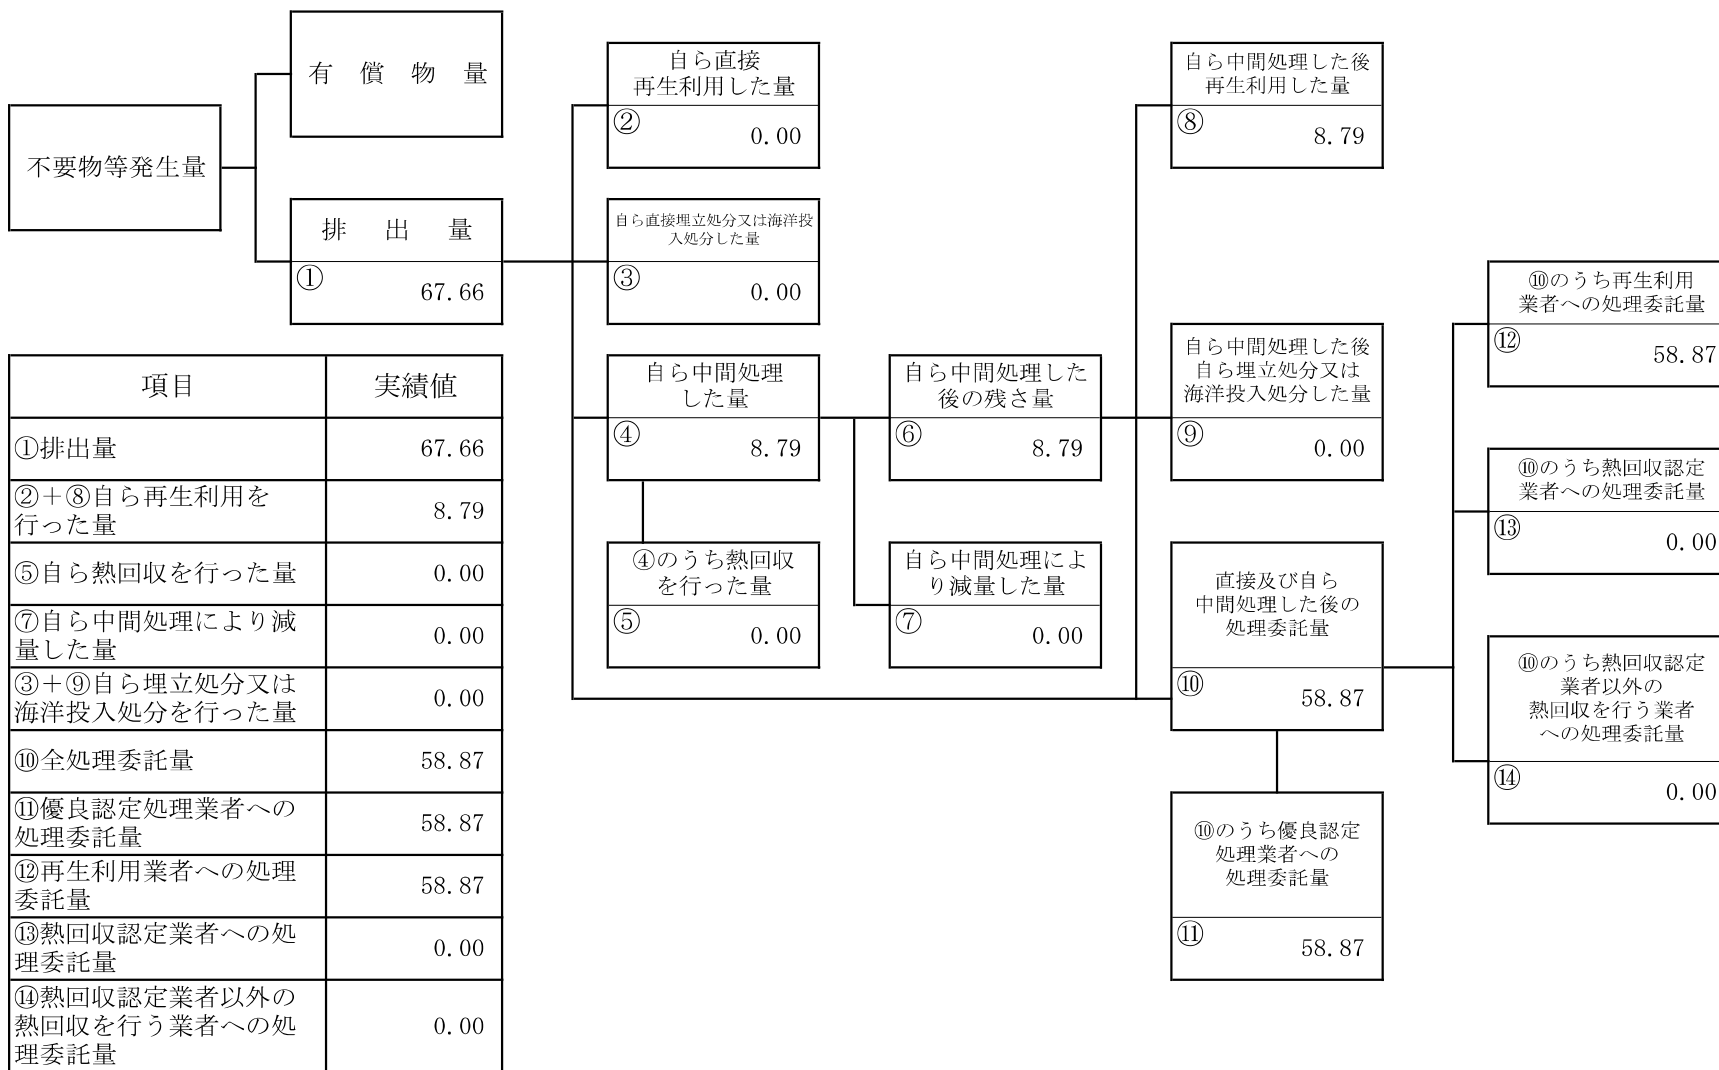 有償物量
不要物等発生量
排出量
①
67.66
自ら直接
再生利用した量
②
0.00
自ら直接埋立処分又は海洋投
入処分した量
③
0.00
自ら中間処理
した量
④
8.79
④のうち熱回収
を行った量
⑤
0.00
自ら中間処理した
後の残さ量
⑥
8.79
自ら中間処理によ
り減量した量
⑦
0.00
自ら中間処理した後
再生利用した量
⑧
8.79
自ら中間処理した後
自ら埋立処分又は
海洋投入処分した量
⑨
0.00
直接及び自ら
中間処理した後の
処理委託量
⑩
58.87
⑩のうち優良認定
処理業者への
処理委託量
⑪
58.87
⑩のうち再生利用
業者への処理委託量
⑫
58.87
⑩のうち熱回収認定
業者への処理委託量
⑬
0.00
⑩のうち熱回収認定
業者以外の
熱回収を行う業者
への処理委託量
⑭
0.00
項目 実績値
①排出量 67.66
②+⑧自ら再生利用を
行った量 8.79
⑤自ら熱回収を行った量 0.00
⑦自ら中間処理により減
量した量 0.00
③+⑨自ら埋立処分又は
海洋投入処分を行った量 0.00
⑩全処理委託量 58.87
⑪優良認定処理業者への
処理委託量 58.87
⑫再生利用業者への処理
委託量 58.87
⑬熱回収認定業者への処
理委託量 0.00
⑭熱回収認定業者以外の
熱回収を行う業者への処
理委託量 0.00